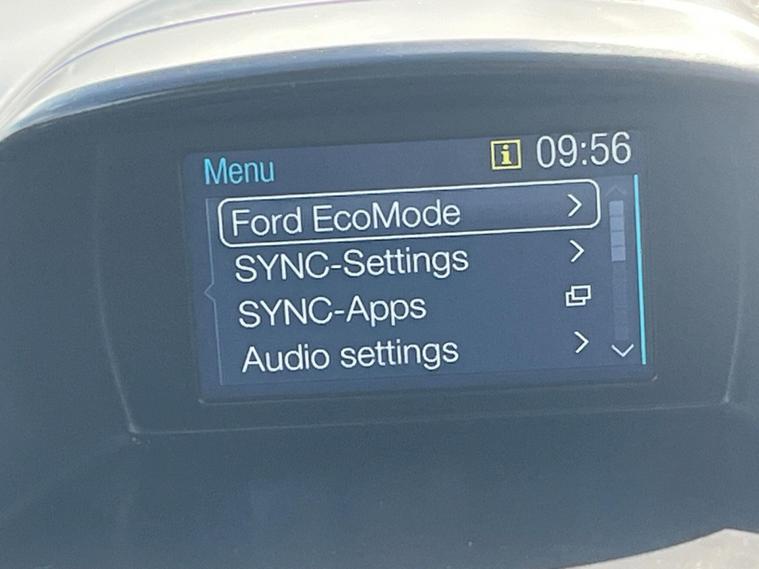 Menu i 09:56
Ford EcoMode
SYNC-Settings
SYNC-Apps
Audio settings